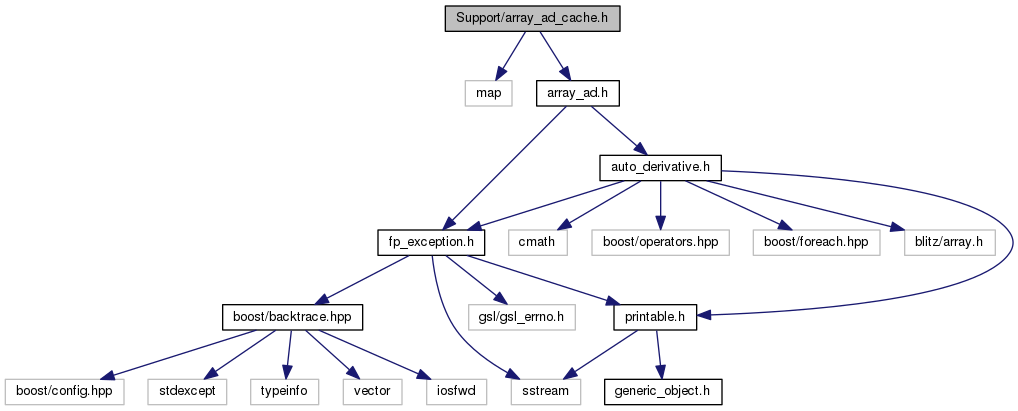 Support/array_ad_cache.h
map
array_ad.h
auto_derivative.h
fp_exception.h
cmath
boost/operators.hpp
boost/foreach.hpp
blitz/array.h
boost/backtrace.hpp
gsl/gsl_errno.h
printable.h
boost/config.hpp
stdexcept
typeinfo
vector
iosfwd
sstream
generic_object.h